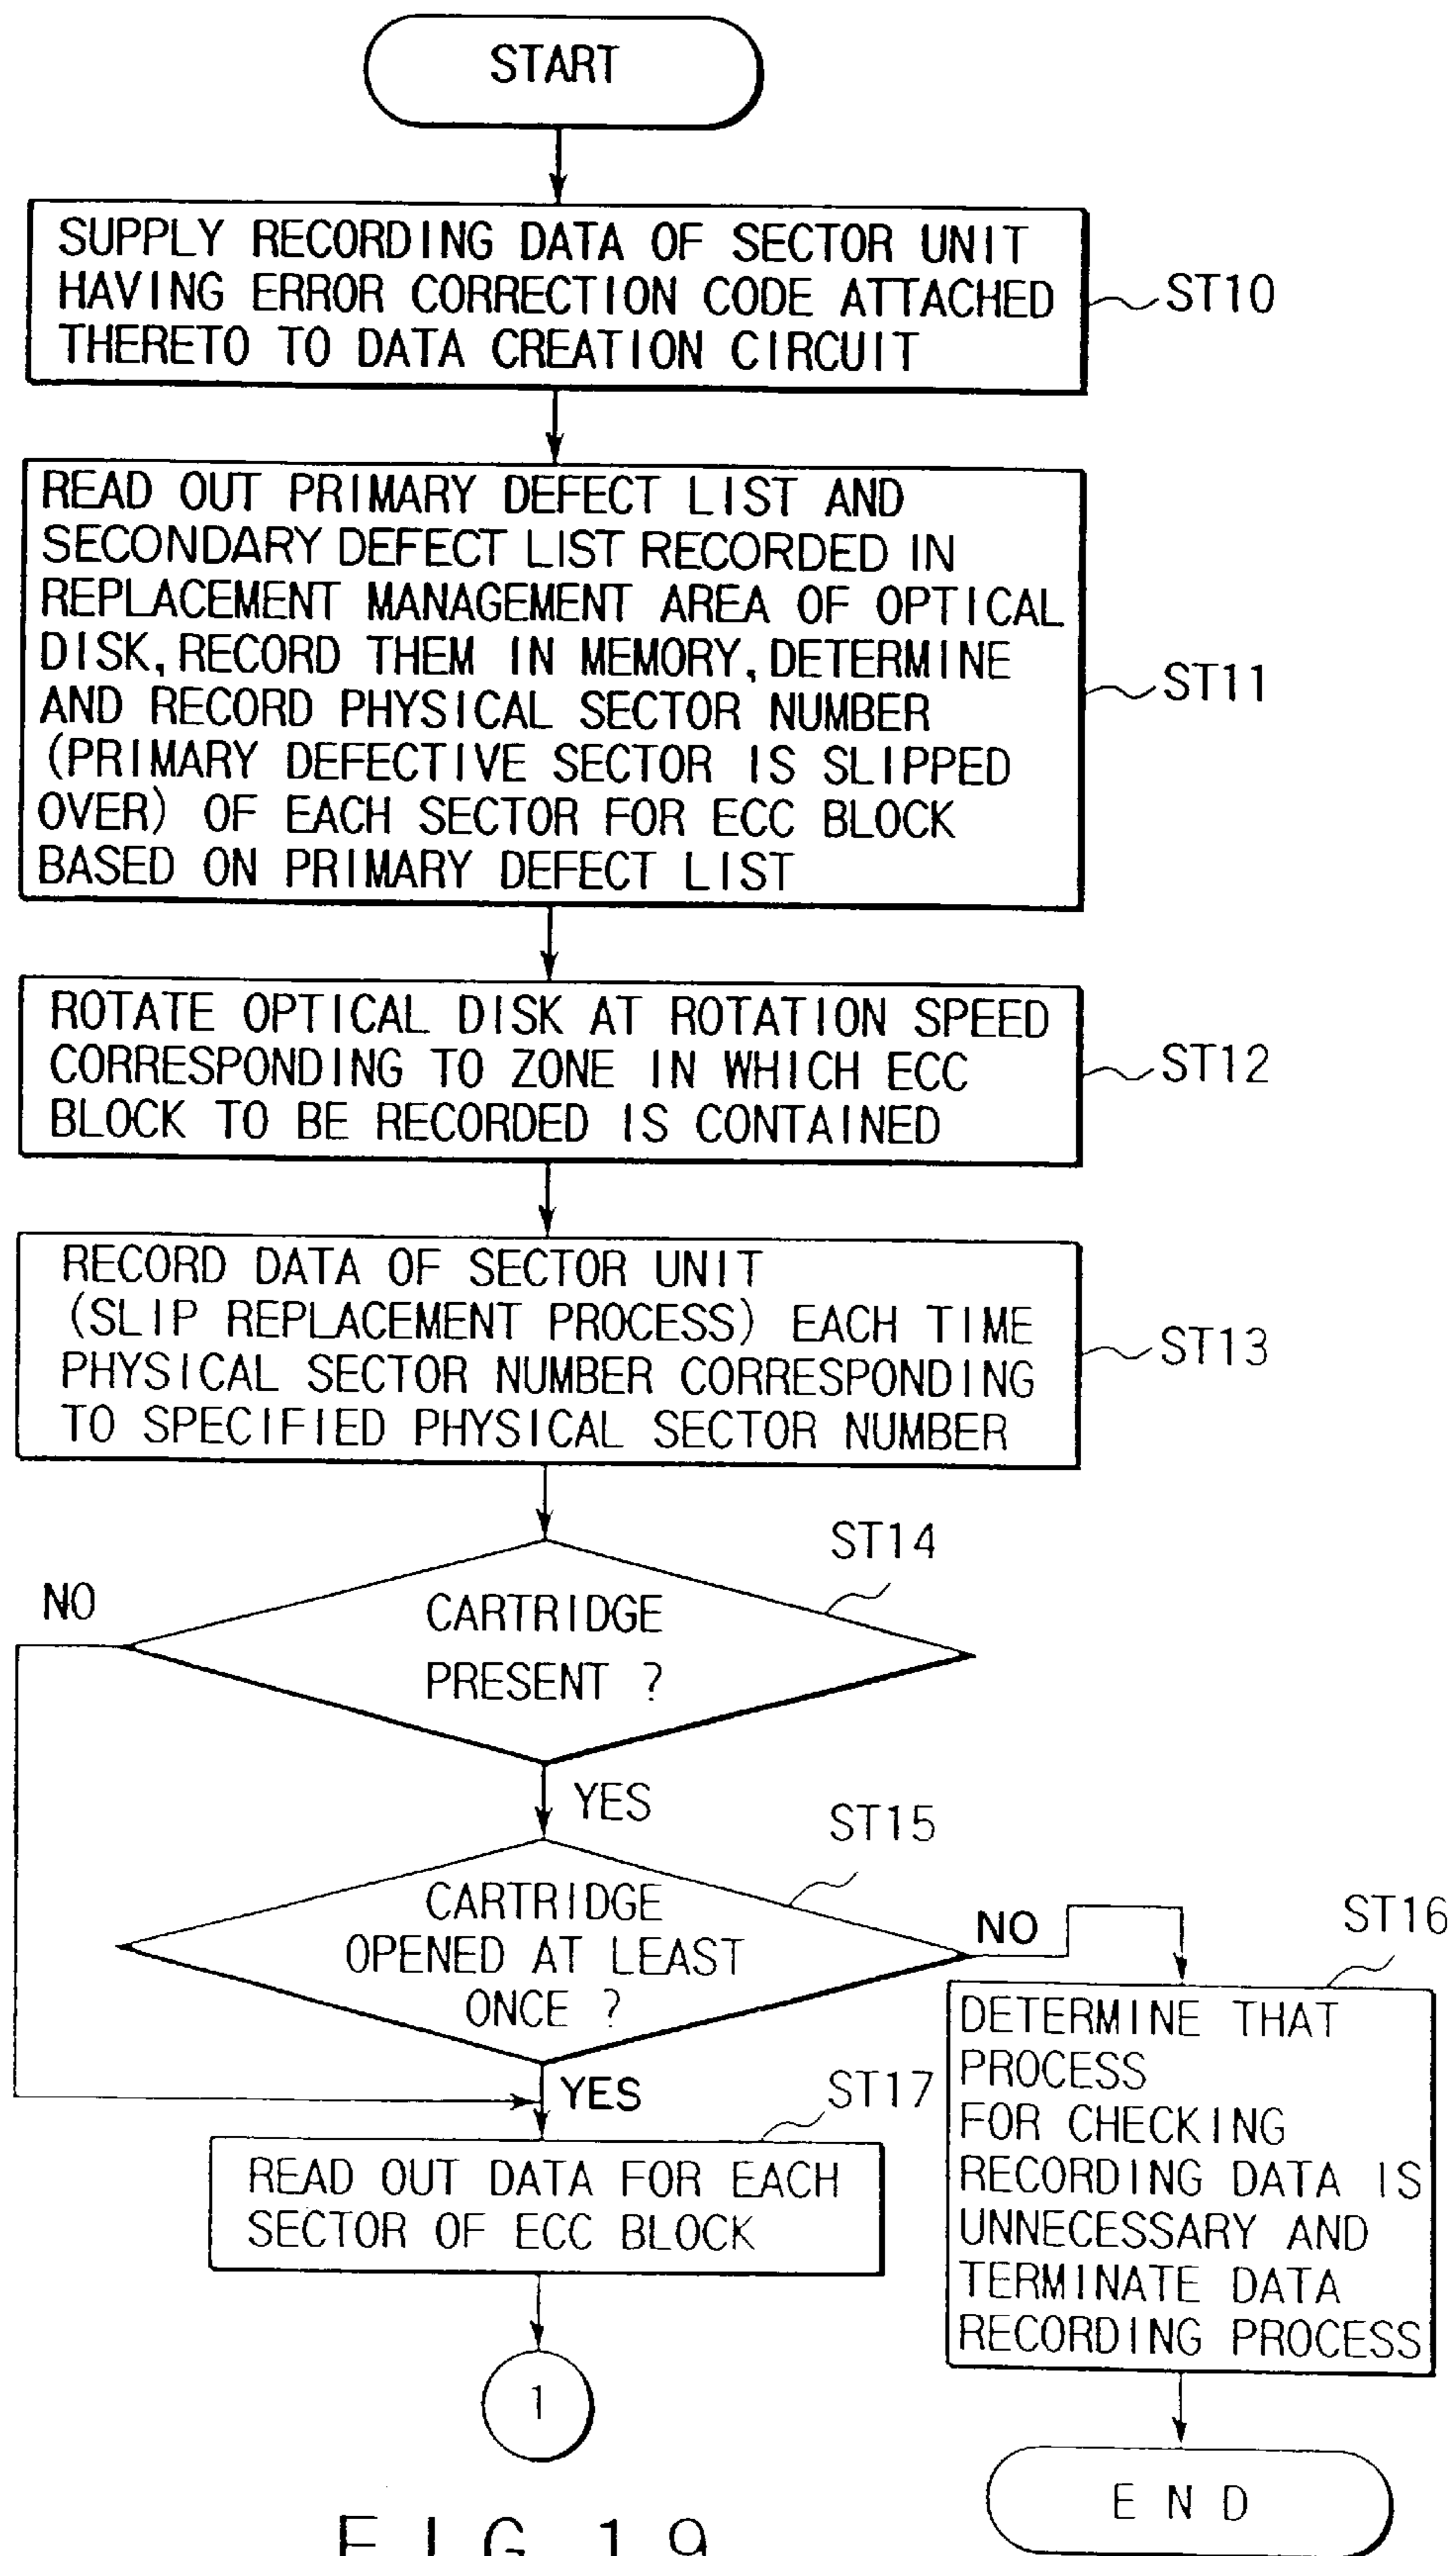 START
SUPPLY RECORDING DATA OF SECTOR UNIT
HAVING ERROR CORRECTION CODE ATTACHED
THERETO TO DATA CREATION CIRCUIT
ST10
READ OUT PRIMARY DEFECT LIST AND
SECONDARY DEFECT LIST RECORDED IN
REPLACEMENT MANAGEMENT AREA OF OPTICAL
DISK, RECORD THEM IN MEMORY, DETERMINE
AND RECORD PHYSICAL SECTOR NUMBER
(PRIMARY DEFECTIVE SECTOR IS SLIPPED
OVER) OF EACH SECTOR FOR ECC BLOCK
BASED ON PRIMARY DEFECT LIST
ST11
ROTATE OPTICAL DISK AT ROTATION SPEED
CORRESPONDING TO ZONE IN WHICH ECC
BLOCK TO BE RECORDED IS CONTAINED
ST12
RECORD DATA OF SECTOR UNIT
(SLIP REPLACEMENT PROCESS) EACH TIME
PHYSICAL SECTOR NUMBER CORRESPONDING
TO SPECIFIED PHYSICAL SECTOR NUMBER
ST13
ST14
NO
CARTRIDGE
PRESENT ?
YES
ST15
CARTRIDGE
OPENED AT LEAST
ONCE ?
NO
ST16
YES
ST17
DETERMINE THAT
PROCESS
FOR CHECKING
RECORDING DATA IS
UNNECESSARY AND
TERMINATE DATA
RECORDING PROCESS
READ OUT DATA FOR EACH
SECTOR OF ECC BLOCK
1
END
FIG. 19